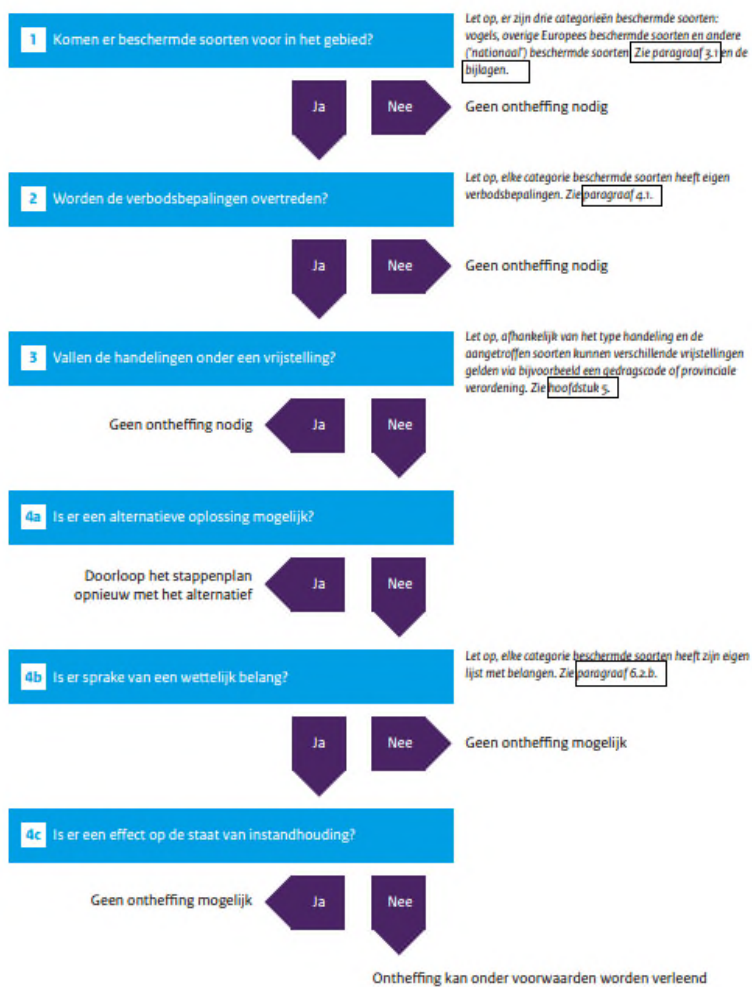 1 Komen er beschermde soorten voor in het gebied?
Let op, er zijn drie categorieën beschermde soorten:
vogels, overige Europees beschermde soorten en andere
('nationaal') beschermde soorten. Zie paragraaf 3.1 en de
bijlagen.
Ja
Nee
Geen ontheffing nodig
2 Worden de verbodsbepalingen overtreden?
Let op, elke categorie beschermde soorten heeft eigen
verbodsbepalingen. Zie paragraaf 4.1.
Ja
Nee
Geen ontheffing nodig
3 Vallen de handelingen onder een vrijstelling?
Let op, afhankelijk van het type handeling en de
aangetroffen soorten kunnen verschillende vrijstellingen
gelden via bijvoorbeeld een gedragscode of provinciale
verordening. Zie hoofdstuk 5.
Geen ontheffing nodig
Ja
Nee
4a Is er een alternatieve oplossing mogelijk?
Doorloop het stappenplan
opnieuw met het alternatief
Ja
Nee
4b Is er sprake van een wettelijk belang?
Let op, elke categorie beschermde soorten heeft zijn eigen
lijst met belangen. Zie paragraaf 6.2.b.
Ja
Nee
Geen ontheffing mogelijk
4c Is er een effect op de staat van instandhouding?
Geen ontheffing mogelijk
Ja
Nee
Ontheffing kan onder voorwaarden worden verleend